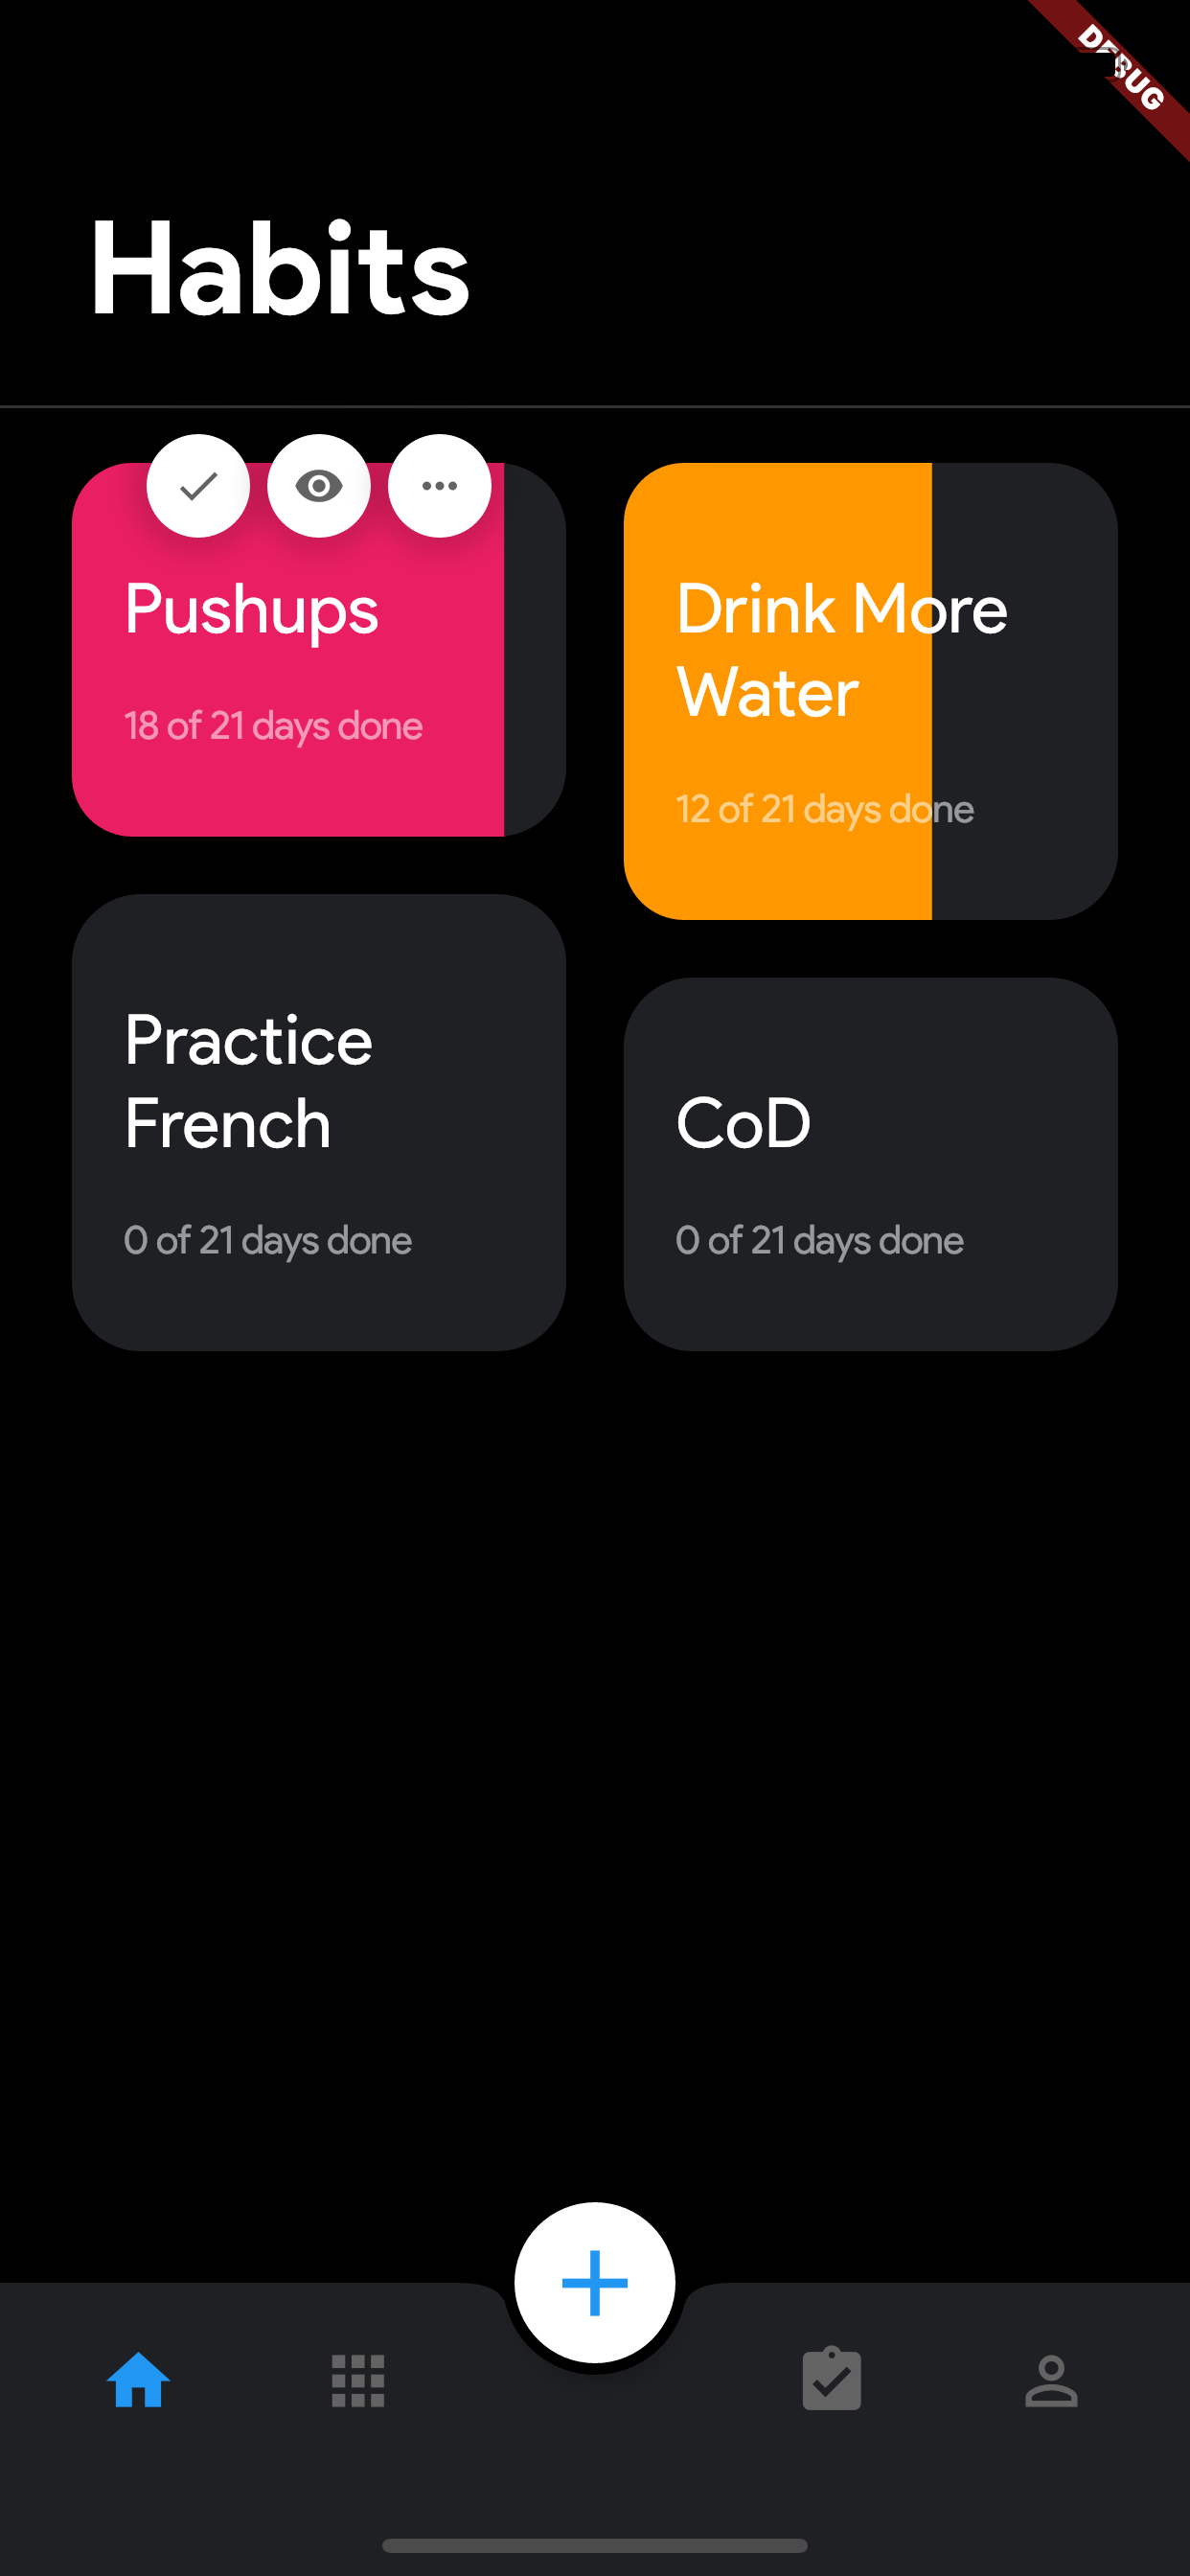 DEBUG
Habits
Pushups
18 of 21 days done
Drink More
Water
12 of 21 days done
Practice
French
0 of 21 days done
CoD
0 of 21 days done